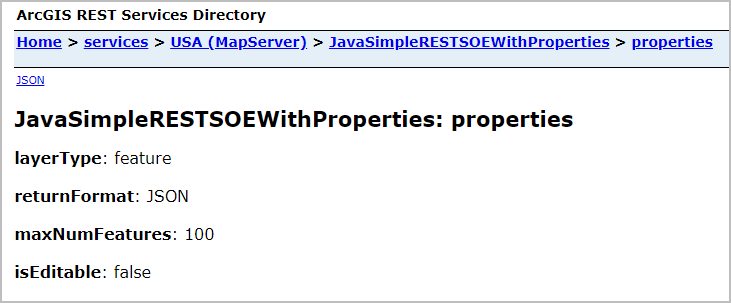 ArcGIS REST Services Directory
Home > services > USA (MapServer) > JavaSimpleRESTSOEWithProperties > properties
JSON
JavaSimpleRESTSOEWithProperties: properties
layerType: feature
returnFormat: JSON
maxNumFeatures: 100
isEditable: false